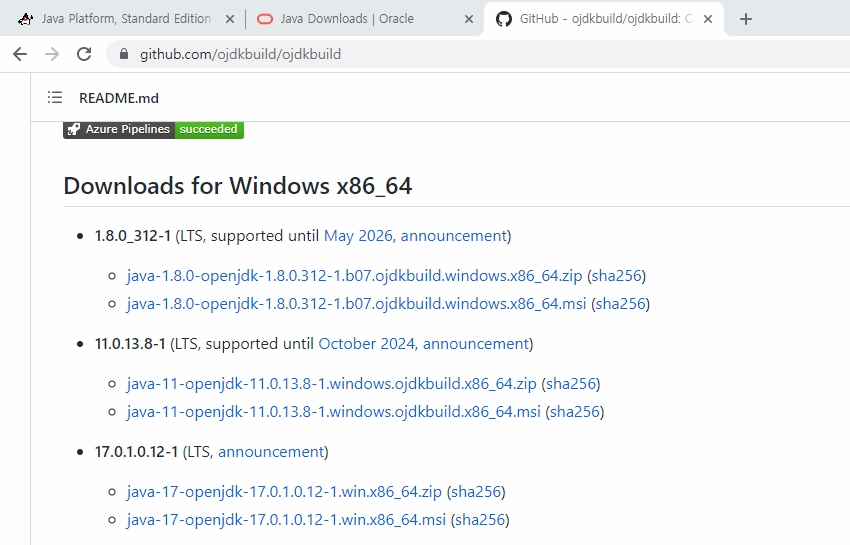 Java Platform, Standard Edition
Java Downloads | Oracle
GitHub - ojdkbuild/ojdkbuild:
github.com/ojdkbuild/ojdkbuild
README.md
Azure Pipelines succeeded
Downloads for Windows x86_64
1.8.0_312-1 (LTS, supported until May 2026, announcement)
java-1.8.0-openjdk-1.8.0.312-1.b07.ojdkbuild.windows.x86_64.zip (sha256)
java-1.8.0-openjdk-1.8.0.312-1.b07.ojdkbuild.windows.x86_64.msi (sha256)
11.0.13.8-1 (LTS, supported until October 2024, announcement)
java-11-openjdk-11.0.13.8-1.windows.ojdkbuild.x86_64.zip (sha256)
java-11-openjdk-11.0.13.8-1.windows.ojdkbuild.x86_64.msi (sha256)
17.0.1.0.12-1 (LTS, announcement)
java-17-openjdk-17.0.1.0.12-1.win.x86_64.zip (sha256)
java-17-openjdk-17.0.1.0.12-1.win.x86_64.msi (sha256)